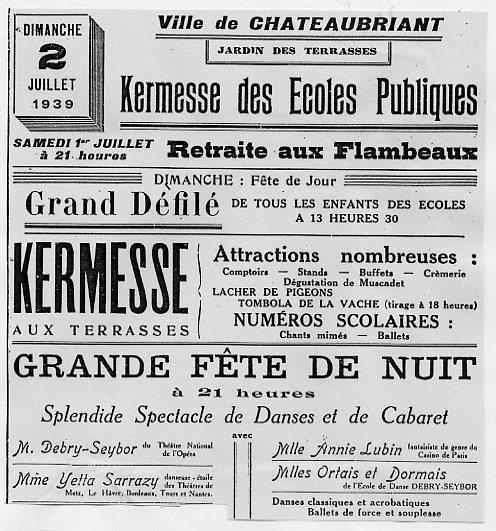 DIMANCHE
2
JUILLET
1939
Ville de CHATEAUBRIANT
JARDIN DES TERRASSES
Kermesse des Ecoles Publiques
SAMEDI 1er JUILLET
à 21 heures
Retraite aux Flambeaux
DIMANCHE : Fête de Jour
Grand Défilé
DE TOUS LES ENFANTS DES ECOLES
A 13 HEURES 30
KERMESSE
AUX TERRASSES
Attractions nombreuses :
Comptoirs — Stands — Buffets — Crèmerie
Dégustation de Muscadet
LACHER DE PIGEONS
TOMBOLA DE LA VACHE (tirage à 18 heures)
NUMÉROS SCOLAIRES :
Chants mimés — Ballets
GRANDE FÊTE DE NUIT
à 21 heures
Splendide Spectacle de Danses et de Cabaret
avec
M. Debry-Seybor du Théâtre National
de l'Opéra
Mme Yetta Sarrazy danseuse-étoile
des Théâtres de
Metz, Le Hâvre, Bordeaux, Tours et Nantes.
Mlle Annie Lubin fantaisiste du genre du
Casino de Paris
Mlles Ortais et Dormais
de l'Ecole de Danse DEBRY-SEYBOR
Danses classiques et acrobatiques
Ballets de force et souplesse